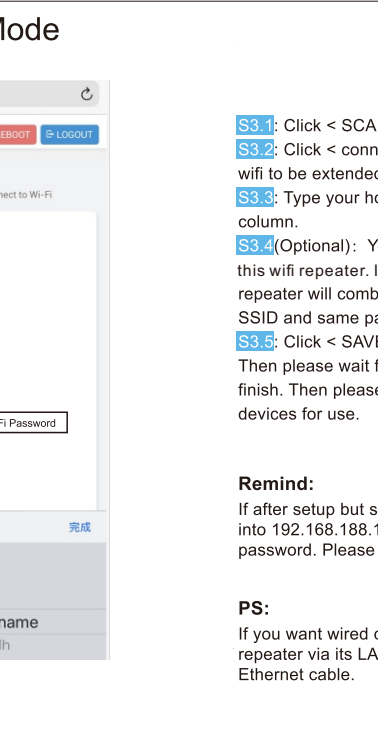 Mode
REBOOT
LOGOUT
to Wi-Fi
Password
完成
name
S3.1: Click < SCA
S3.2: Click < conn
wifi to be extended
S3.3: Type your ho
column.
S3.4(Optional): Y
this wifi repeater. I
repeater will comb
SSID and same pa
S3.5: Click < SAVE
Then please wait f
finish. Then please
devices for use.
Remind:
If after setup but s
into 192.168.188.1
password. Please
PS:
If you want wired c
repeater via its LA
Ethernet cable.